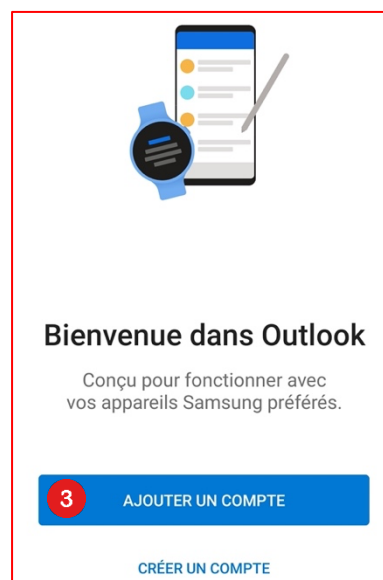 Bienvenue dans Outlook
Conçu pour fonctionner avec
vos appareils Samsung préférés.
3 AJOUTER UN COMPTE
CRÉER UN COMPTE